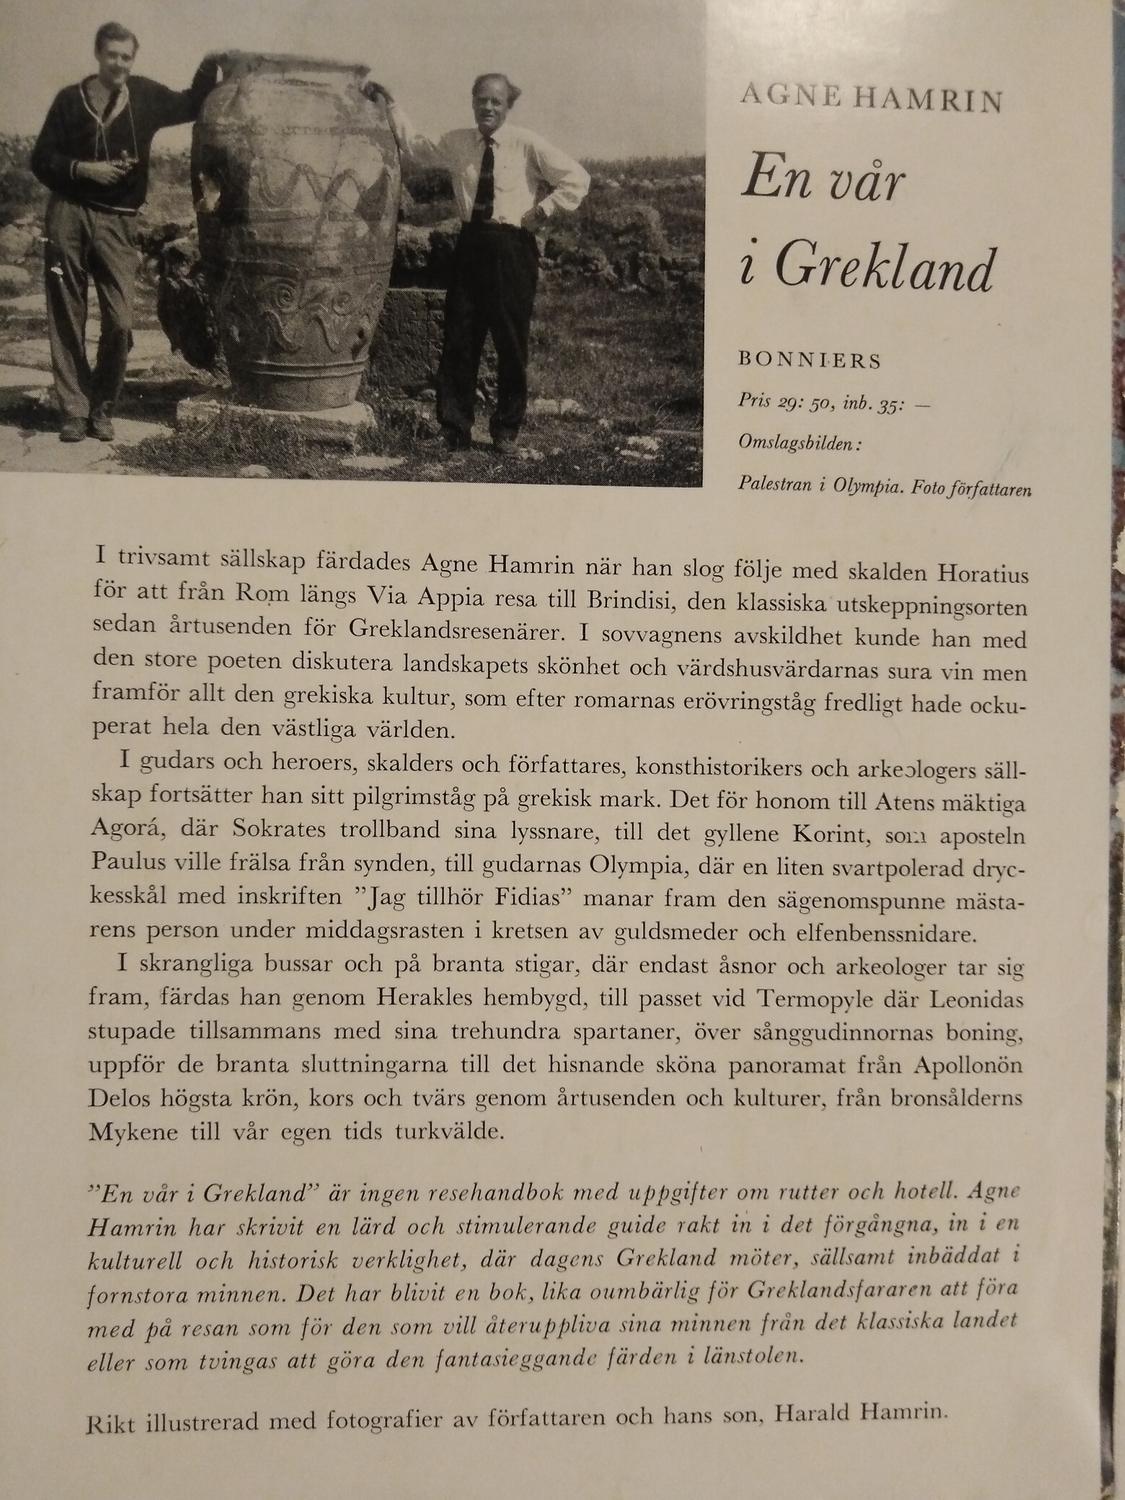 AGNE HAMRIN
En vår
i Grekland
BONNIERS
Pris 29: 50, inb. 35: —
Omslagsbilden:
Palestran i Olympia. Foto författaren
I trivsamt sällskap färdades Agne Hamrin när han slog följe med skalden Horatius
för att från Rom längs Via Appia resa till Brindisi, den klassiska utskeppningsorten
sedan årtusenden för Greklandsresenärer. I sovvagnens avskildhet kunde han med
den store poeten diskutera landskapets skönhet och värdshusvärdarnas sura vin men
framför allt den grekiska kultur, som efter romarnas erövringståg fredligt hade ocku-
perat hela den västliga världen.
I gudars och heroers, skalders och författares, konsthistorikers och arkeologers säll-
skap fortsätter han sitt pilgrimståg på grekisk mark. Det för honom till Atens mäktiga
Agorá, där Sokrates trollband sina lyssnare, till det gyllene Korint, som aposteln
Paulus ville frälsa från synden, till gudarnas Olympia, där en liten svartpolerad dryc-
kesskål med inskriften ”Jag tillhör Fidias” manar fram den sägenomspunne mästa-
rens person under middagsrasten i kretsen av guldsmeder och elfenbenssnidare.
I skrangliga bussar och på branta stigar, där endast åsnor och arkeologer tar sig
fram, färdas han genom Herakles hembygd, till passet vid Termopyle där Leonidas
stupade tillsammans med sina trehundra spartaner, över sånggudinnornas boning,
uppför de branta sluttningarna till det hisnande sköna panoramat från Apollonön
Delos högsta krön, kors och tvärs genom årtusenden och kulturer, från bronsålderns
Mykene till vår egen tids turkvälde.
”En vår i Grekland” är ingen resehandbok med uppgifter om rutter och hotell. Agne
Hamrin har skrivit en lärd och stimulerande guide rakt in i det förgångna, in i en
kulturell och historisk verklighet, där dagens Grekland möter, sällsamt inbäddat i
fornstora minnen. Det har blivit en bok, lika oumbärlig för Greklandsfararen att föra
med på resan som för den som vill återuppliva sina minnen från det klassiska landet
eller som tvingas att göra den fantasieggande färden i länstolen.
Rikt illustrerad med fotografier av författaren och hans son, Harald Hamrin.